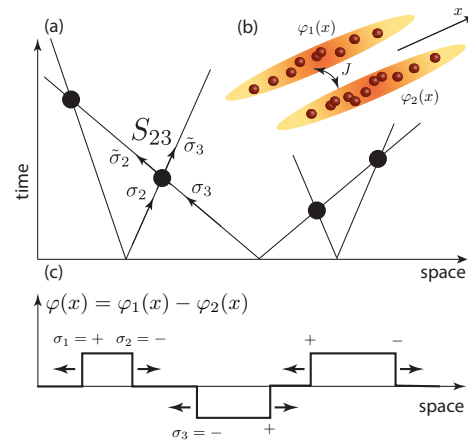 (a)
(b)
x
φ₁(x)
J
φ₂(x)
S₂₃
σ̃₂
σ̃₃
σ₂
σ₃
time
space
(c)
φ(x) = φ₁(x) − φ₂(x)
σ₁ = + σ₂ = −
+ -
σ₃ = − +
space